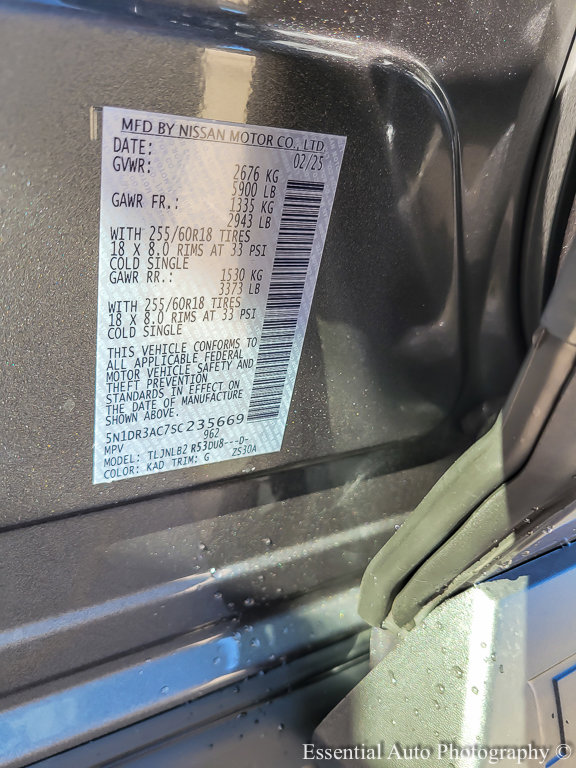 MFD BY NISSAN MOTOR CO., LTD
DATE: 02/25
GVWR: 2676 KG
5900 LB
GAWR FR.: 1335 KG
2943 LB
WITH 255/60R18 TIRES
18 X 8.0 RIMS AT 33 PSI
COLD SINGLE
GAWR RR.: 1530 KG
3373 LB
WITH 255/60R18 TIRES
18 X 8.0 RIMS AT 33 PSI
COLD SINGLE
THIS VEHICLE CONFORMS TO
ALL APPLICABLE FEDERAL
MOTOR VEHICLE SAFETY AND
THEFT PREVENTION
STANDARDS IN EFFECT ON
THE DATE OF MANUFACTURE
SHOWN ABOVE.
5N1DR3AC7SC235669
MPV 962
MODEL: TLJNLB2 R53DU8---D-
COLOR: KAD TRIM: G ZS30A
Essential Auto Photography ©